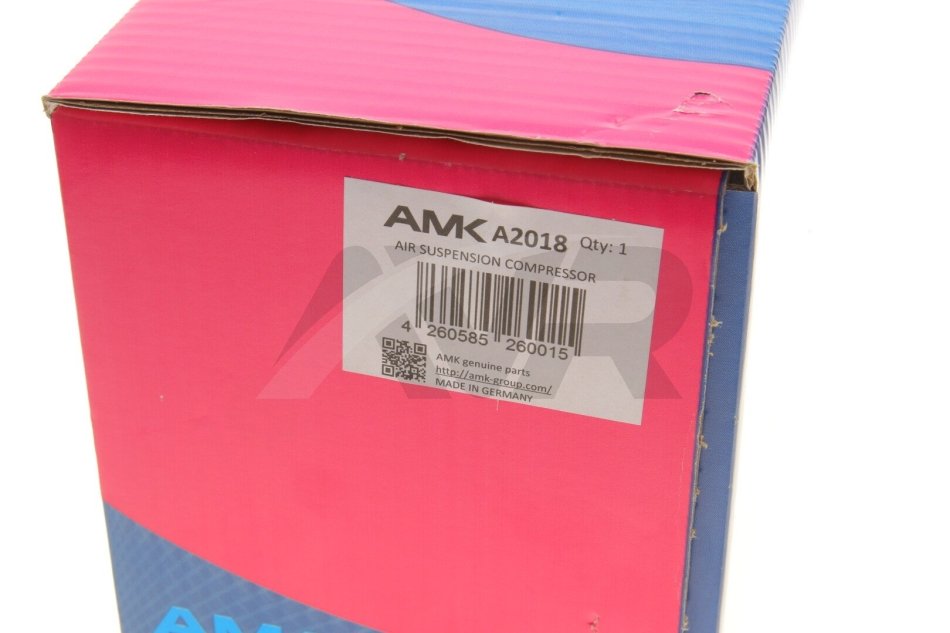 AMK A2018 Qty: 1
AIR SUSPENSION COMPRESSOR
4 260585 260015
AMK genuine parts
http://amk-group.com/
MADE IN GERMANY